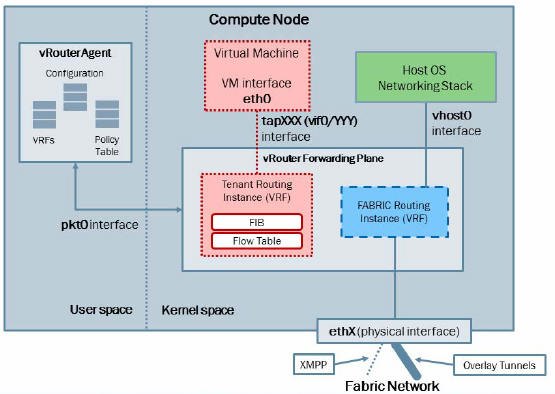 Compute Node
vRouterAgent
Configuration
VRFs
Policy
Table
Virtual Machine
VM interface
eth0
Host OS
Networking Stack
tapXXX (vif0/YYY)
interface
vhost0
interface
vRouter Forwarding Plane
Tenant Routing
Instance (VRF)
FIB
Flow Table
FABRIC Routing
Instance (VRF)
pkt0 interface
User space
Kernel space
ethX (physical interface)
XMPP
Overlay Tunnels
Fabric Network